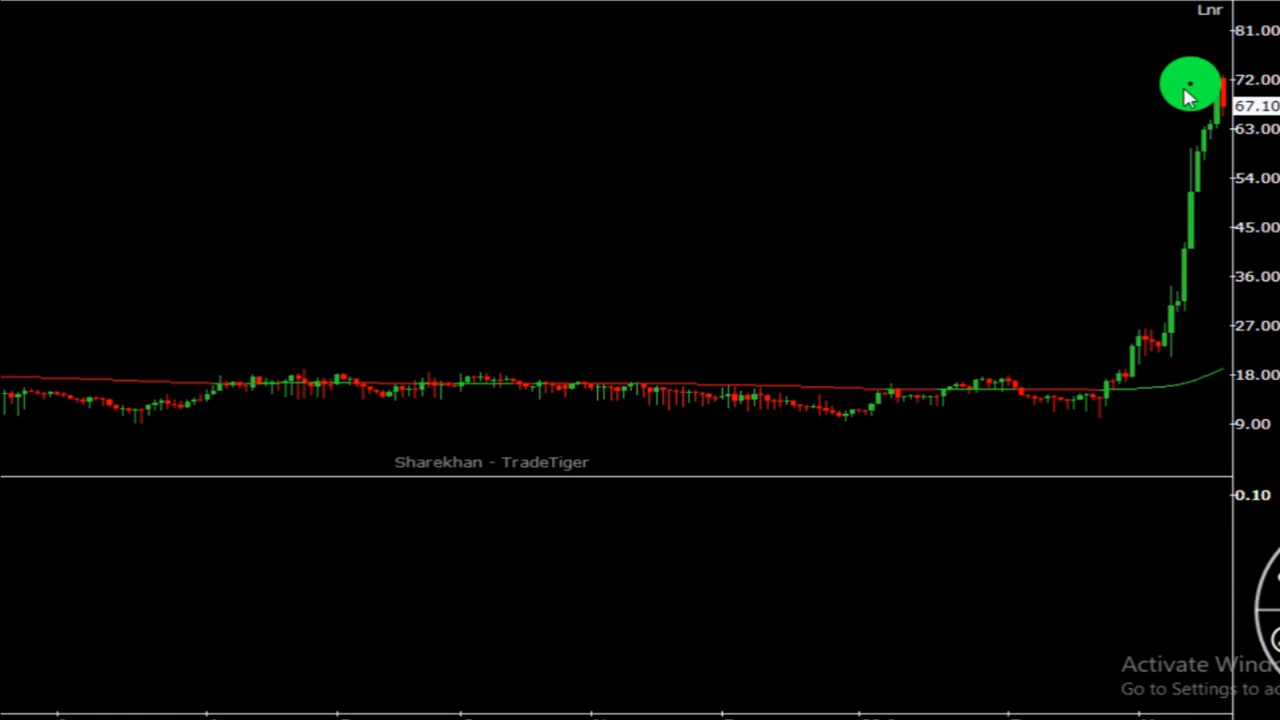 Lnr
81.00
72.00
67.10
63.00
54.00
45.00
36.00
27.00
18.00
9.00
Sharekhan - TradeTiger
0.10
Activate Wind
Go to Settings to ac